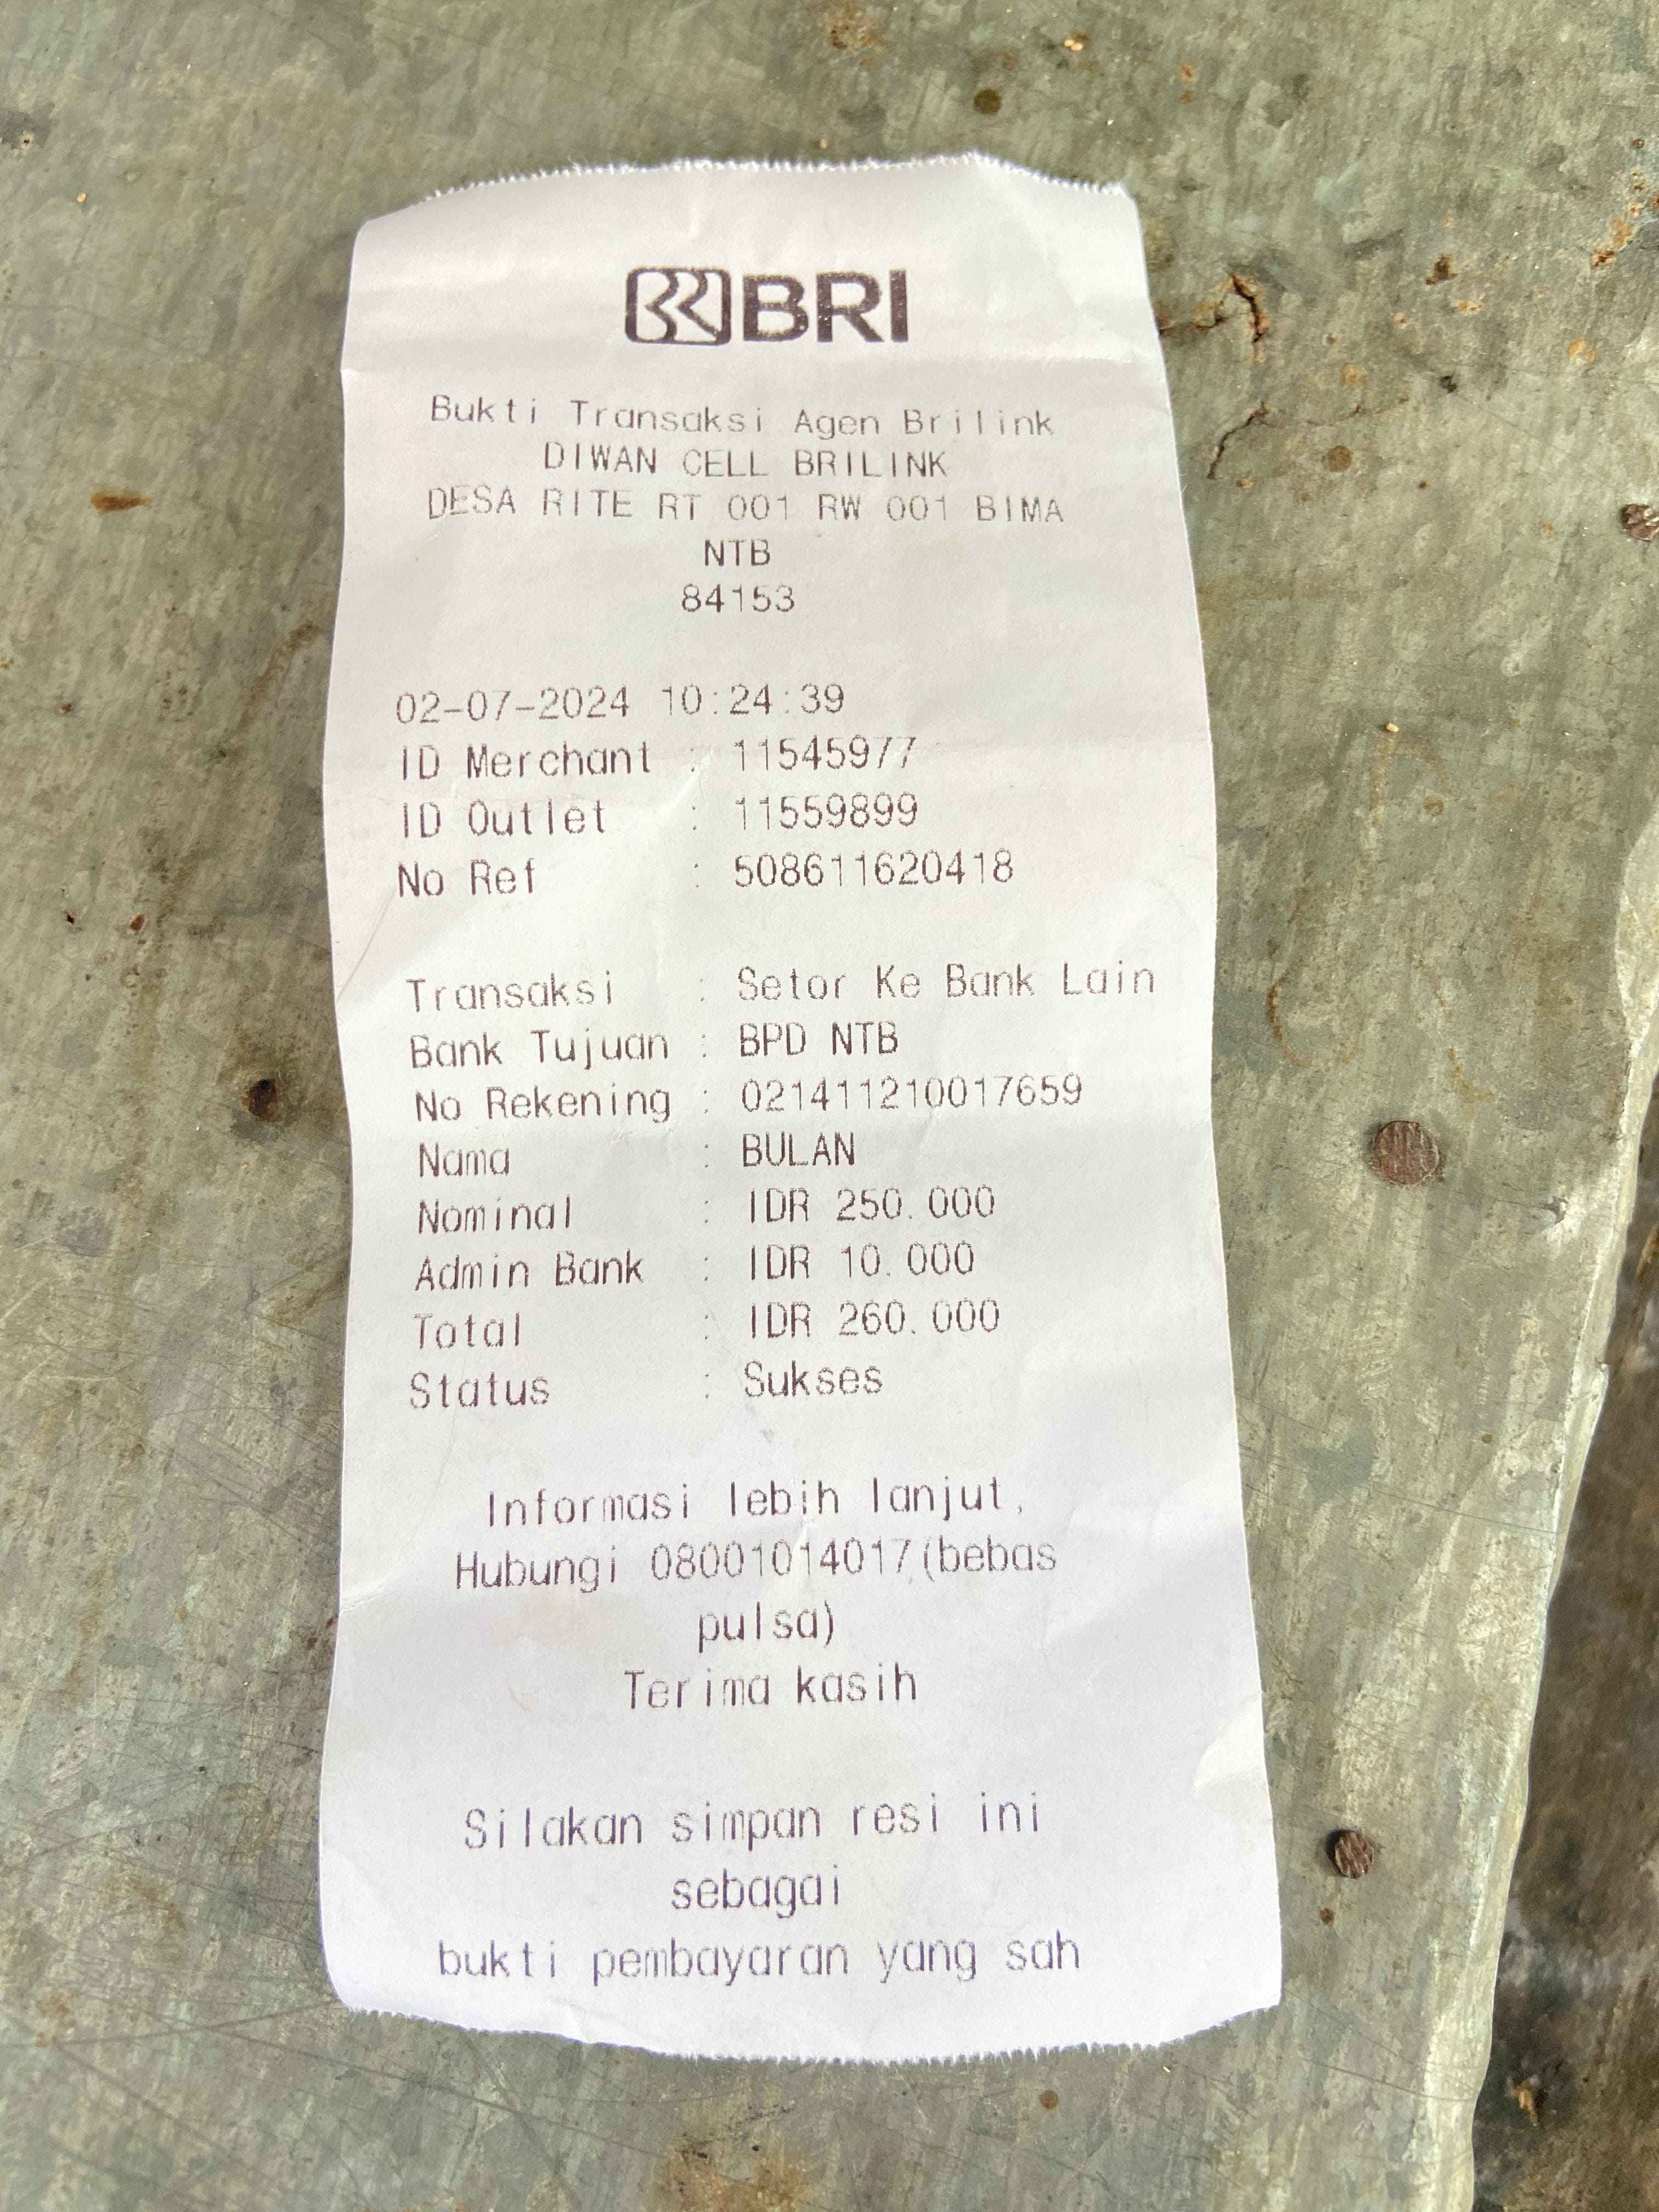 BRI
Bukti Transaksi Agen Brilink
DIWAN CELL BRILINK
DESA RITE RT 001 RW 001 BIMA
NTB
84153
02-07-2024 10:24:39
ID Merchant : 11545977
ID Outlet : 11559899
No Ref : 508611620418
Transaksi : Setor Ke Bank Lain
Bank Tujuan : BPD NTB
No Rekening : 021411210017659
Nama : BULAN
Nominal : IDR 250.000
Admin Bank : IDR 10.000
Total : IDR 260.000
Status : Sukses
Informasi lebih lanjut,
Hubungi 08001014017(bebas
pulsa)
Terima kasih
Silakan simpan resi ini
sebagai
bukti pembayaran yang sah